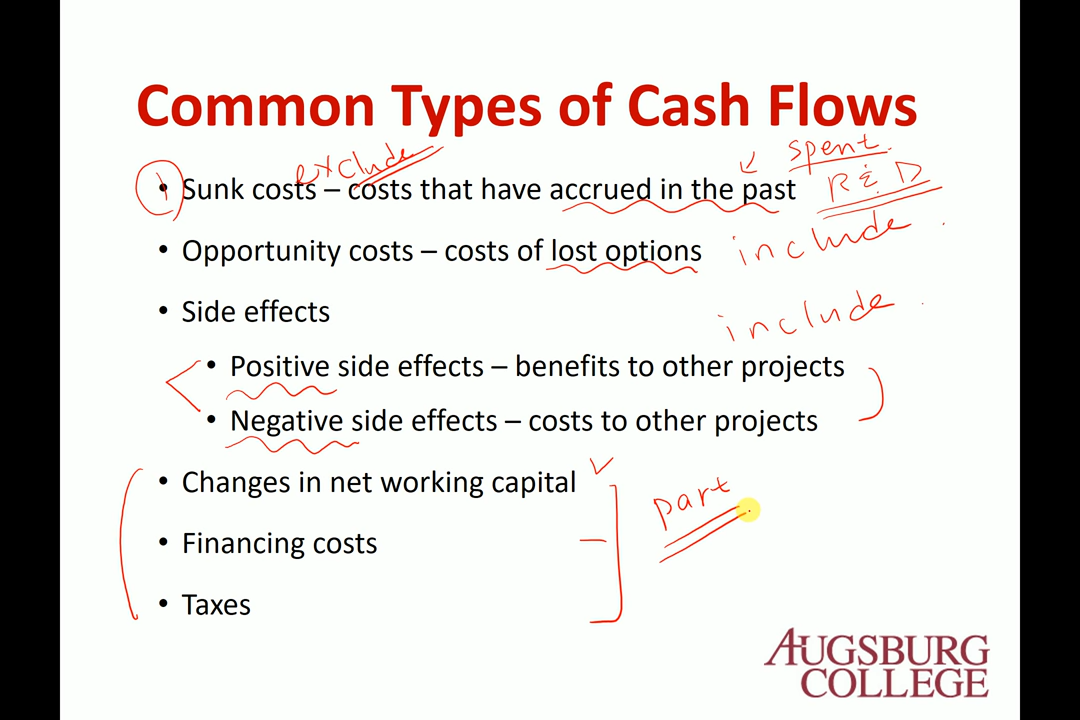 Common Types of Cash Flows
exclude
spent.
• Sunk costs – costs that have accrued in the past
R & D
• Opportunity costs – costs of lost options
include
• Side effects
include
• Positive side effects – benefits to other projects
• Negative side effects – costs to other projects
• Changes in net working capital
part
• Financing costs
• Taxes
AUGSBURG
COLLEGE